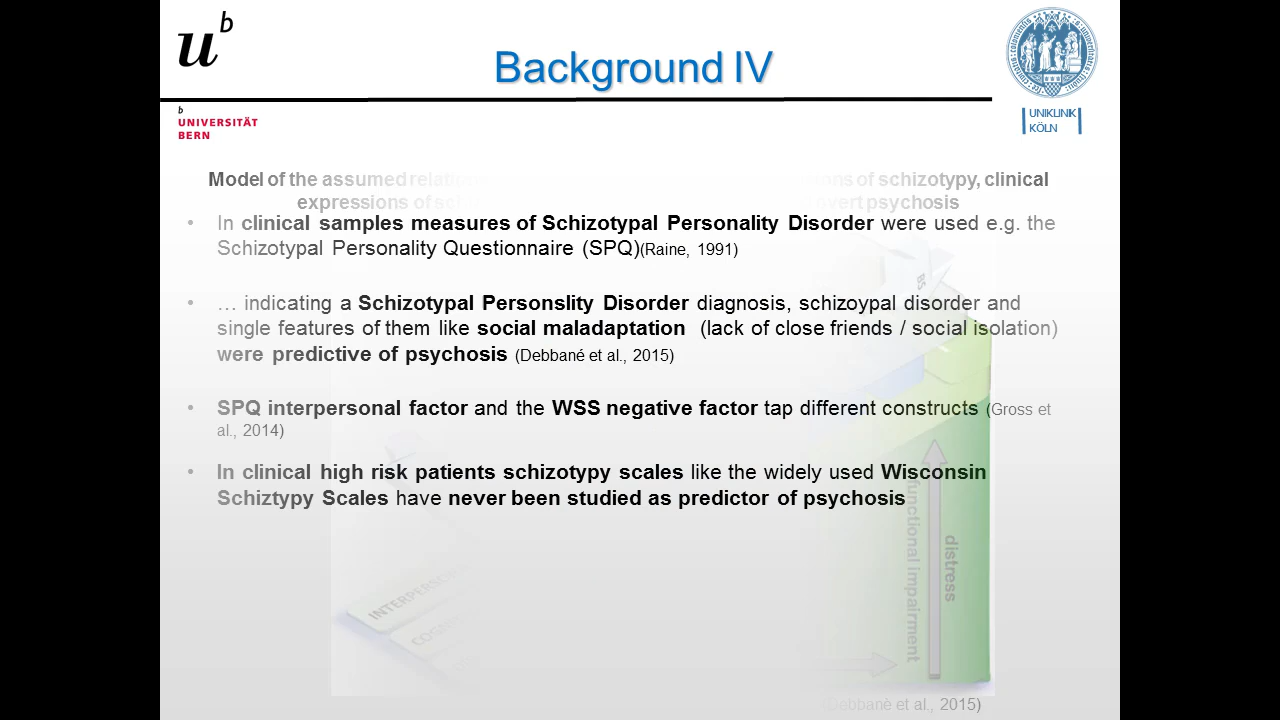 u b
Background IV
b
UNIVERSITÄT
BERN
UNIKLINIK
KÖLN
Model of the assumed of schizotypy, clinical
expressions of overt psychosis
• In clinical samples measures of Schizotypal Personality Disorder were used e.g. the
Schizotypal Personality Questionnaire (SPQ)(Raine, 1991)
• … indicating a Schizotypal Personslity Disorder diagnosis, schizoypal disorder and
single features of them like social maladaptation (lack of close friends / social isolation)
were predictive of psychosis (Debbané et al., 2015)
• SPQ interpersonal factor and the WSS negative factor tap different constructs (Gross et
al., 2014)
• In clinical high risk patients schizotypy scales like the widely used Wisconsin
Schiztypy Scales have never been studied as predictor of psychosis
BS
functional impairment
distress
(Debbanè et al., 2015)